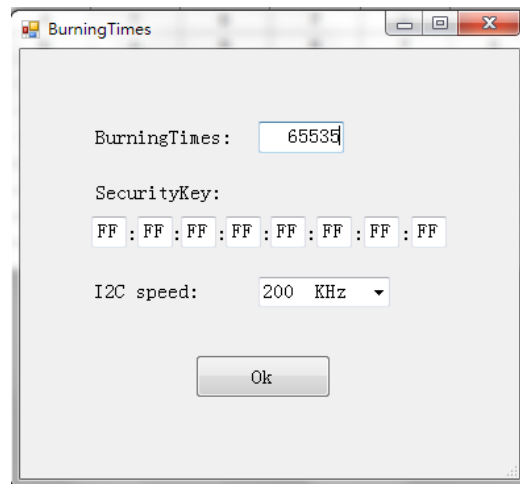 BurningTimes
BurningTimes: 65535
SecurityKey:
FF : FF : FF : FF : FF : FF : FF : FF
I2C speed: 200 KHz
Ok